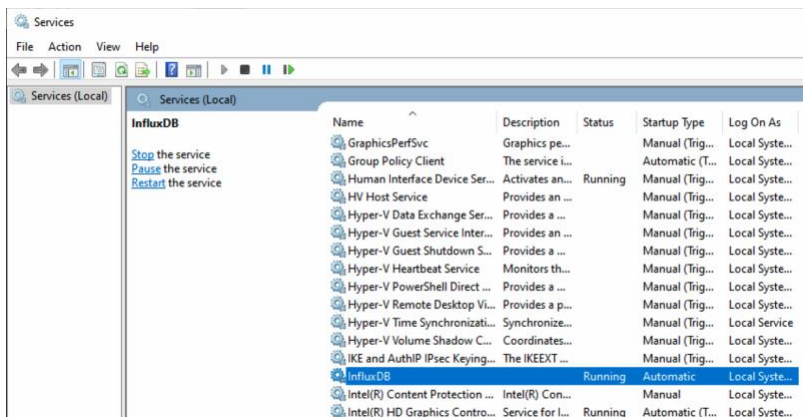 Services
File Action View Help
Services (Local)
Services (Local)
InfluxDB
Stop the service
Pause the service
Restart the service
Name Description Status Startup Type Log On As
GraphicsPerfSvc Graphics pe... Manual (Trig... Local Syste...
Group Policy Client The service i... Automatic (T... Local Syste...
Human Interface Device Ser... Activates an... Running Manual (Trig... Local Syste...
HV Host Service Provides an ... Manual (Trig... Local Syste...
Hyper-V Data Exchange Ser... Provides a ... Manual (Trig... Local Syste...
Hyper-V Guest Service Inter... Provides an ... Manual (Trig... Local Syste...
Hyper-V Guest Shutdown S... Provides a ... Manual (Trig... Local Syste...
Hyper-V Heartbeat Service Monitors th... Manual (Trig... Local Syste...
Hyper-V PowerShell Direct ... Provides a ... Manual (Trig... Local Syste...
Hyper-V Remote Desktop Vi... Provides a p... Manual (Trig... Local Syste...
Hyper-V Time Synchronizati... Synchronize... Manual (Trig... Local Service
Hyper-V Volume Shadow C... Coordinates... Manual (Trig... Local Syste...
IKE and AuthIP IPsec Keying... The IKEEXT ... Manual (Trig... Local Syste...
InfluxDB Running Automatic Local Syste...
Intel(R) Content Protection ... Intel(R) Con... Manual Local Syste...
Intel(R) HD Graphics Contro... Service for I... Running Automatic (T... Local Syste...